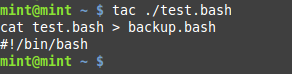 mint@mint ~ $ tac ./test.bash
cat test.bash > backup.bash
#!/bin/bash
mint@mint ~ $